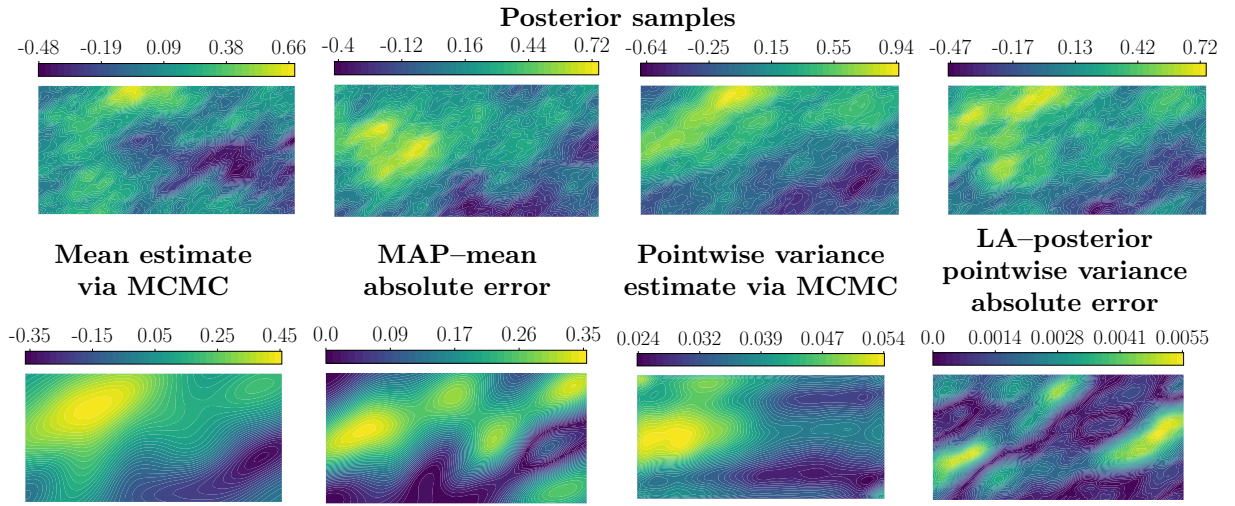 Posterior samples
-0.48 -0.19 0.09 0.38 0.66
-0.4 -0.12 0.16 0.44 0.72
-0.64 -0.25 0.15 0.55 0.94
-0.47 -0.17 0.13 0.42 0.72
Mean estimate
via MCMC
MAP–mean
absolute error
Pointwise variance
estimate via MCMC
LA–posterior
pointwise variance
absolute error
-0.35 -0.15 0.05 0.25 0.45
0.0 0.09 0.17 0.26 0.35
0.024 0.032 0.039 0.047 0.054
0.0 0.0014 0.0028 0.0041 0.0055